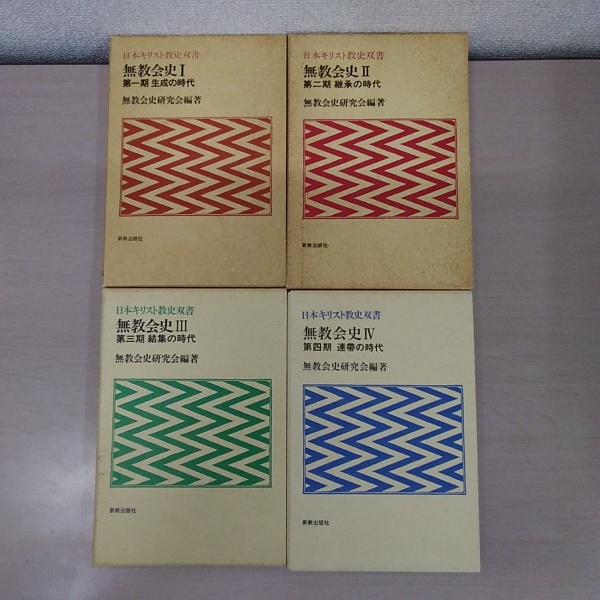 日本キリスト教史双書
無教会史Ⅰ
第一期 生成の時代
無教会史研究会編著
新教出版社
日本キリスト教史双書
無教会史Ⅱ
第二期 継承の時代
無教会史研究会編著
新教出版社
日本キリスト教史双書
無教会史Ⅲ
第三期 結集の時代
無教会史研究会編著
新教出版社
日本キリスト教史双書
無教会史Ⅳ
第四期 連帯の時代
無教会史研究会編著
新教出版社